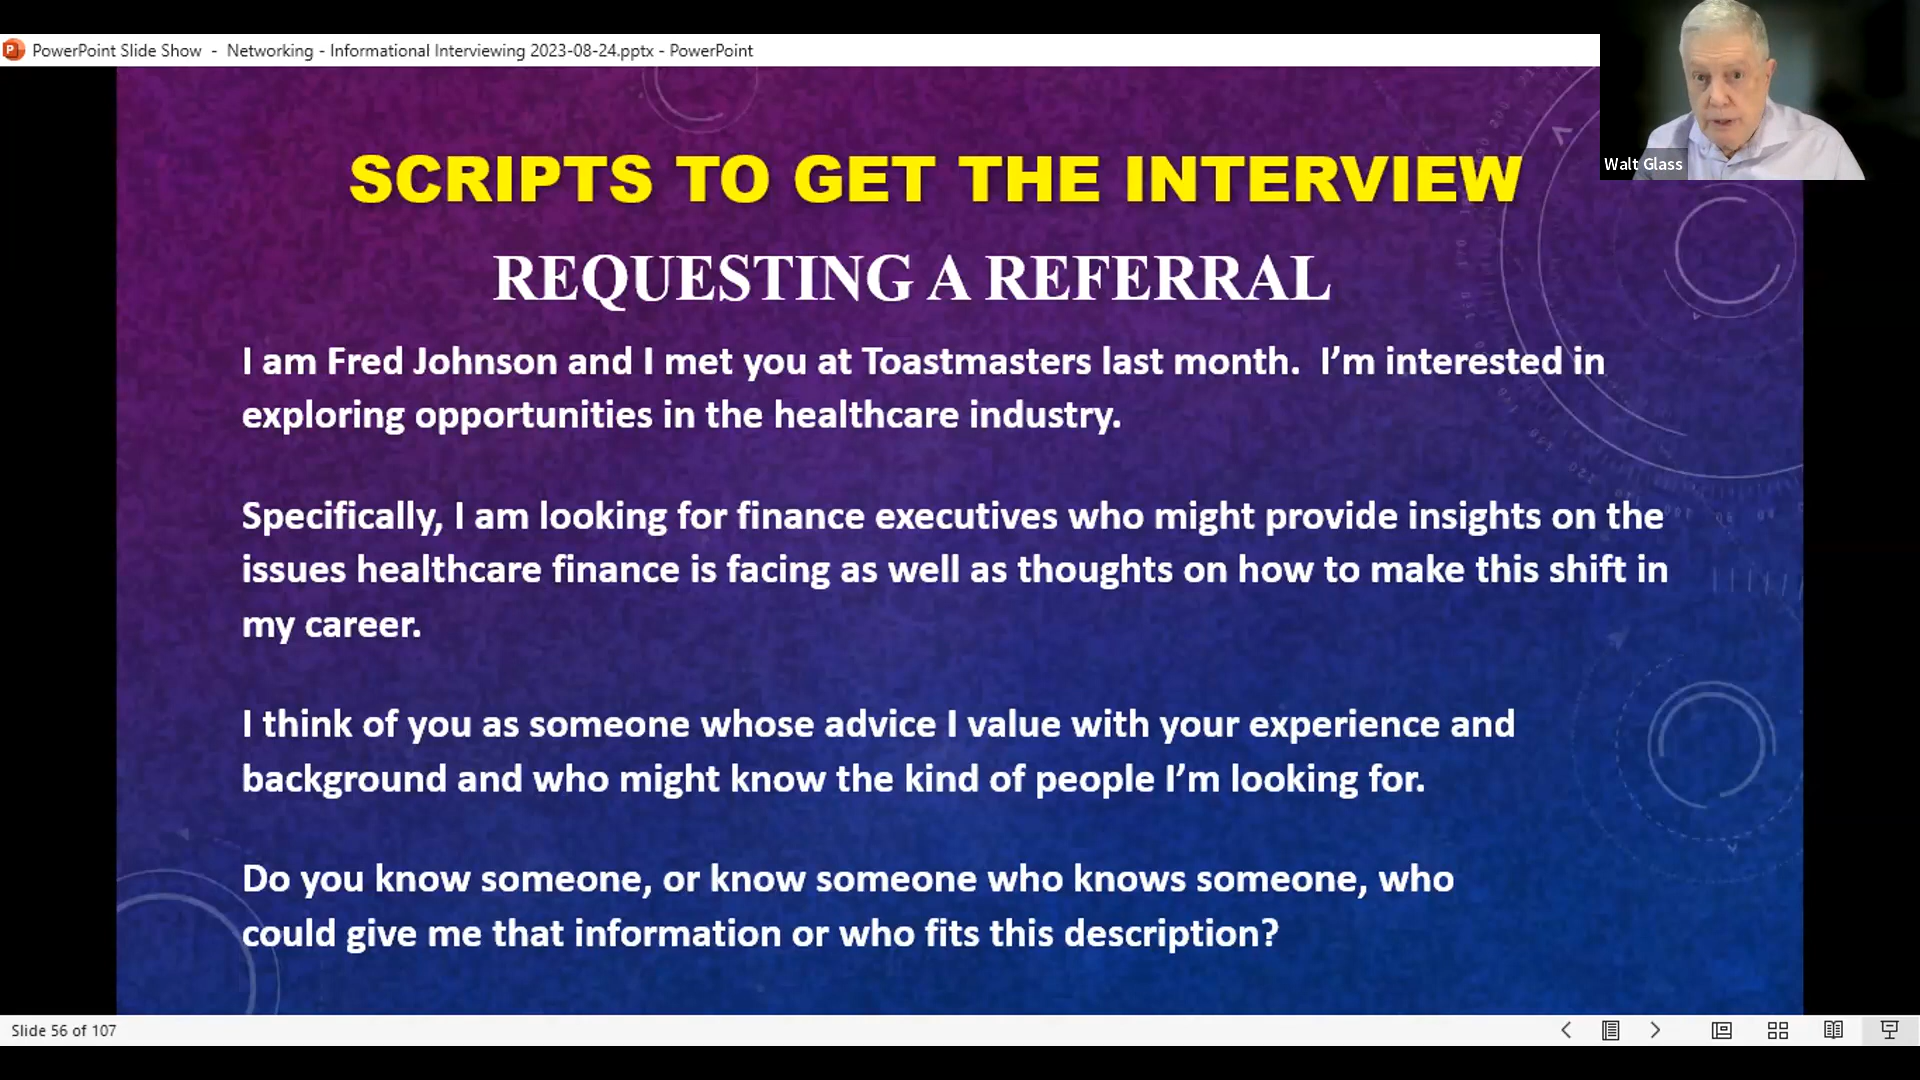 PowerPoint Slide Show - Networking - Informational Interviewing 2023-08-24.pptx - PowerPoint
Walt Glass
SCRIPTS TO GET THE INTERVIEW
REQUESTING A REFERRAL
I am Fred Johnson and I met you at Toastmasters last month. I’m interested in
exploring opportunities in the healthcare industry.
Specifically, I am looking for finance executives who might provide insights on the
issues healthcare finance is facing as well as thoughts on how to make this shift in
my career.
I think of you as someone whose advice I value with your experience and
background and who might know the kind of people I’m looking for.
Do you know someone, or know someone who knows someone, who
could give me that information or who fits this description?
Slide 56 of 107